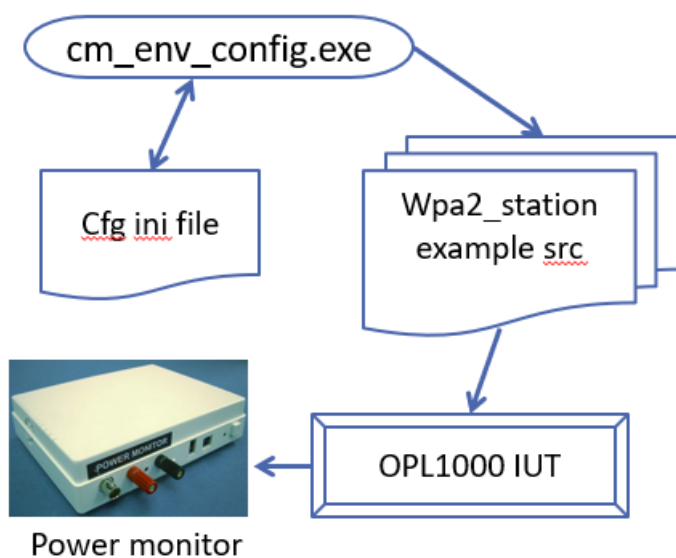 cm_env_config.exe
Cfg ini file
Wpa2_station
example src
POWER MONITOR
OPL1000 IUT
Power monitor